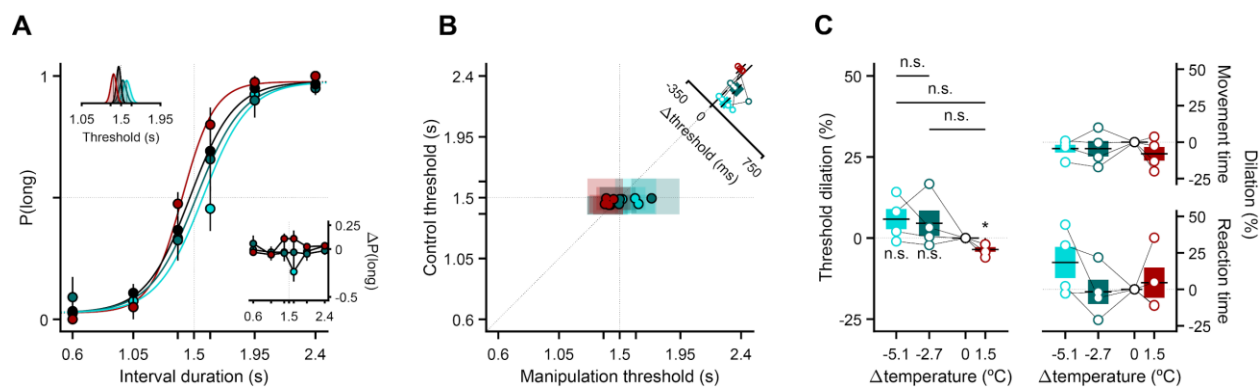 A
1
P(long)
0
0.6 1.05 1.5 1.95 2.4
Interval duration (s)
1.05 1.5 1.95
Threshold (s)
0.25
0
-0.5
ΔP(long)
0.6 1.5 2.4
B
2.4
1.95
1.5
1.05
0.6
Control threshold (s)
0.6 1.05 1.5 1.95 2.4
Manipulation threshold (s)
-350
0
750
Δthreshold (ms)
C
50
25
0
-25
Threshold dilation (%)
n.s.
n.s.
n.s.
*
n.s. n.s.
-5.1 -2.7 0 1.5
Δtemperature (ºC)
50
25
0
-25
Movement time
50
25
0
-25
Reaction time
Dilation (%)
-5.1 -2.7 0 1.5
Δtemperature (ºC)